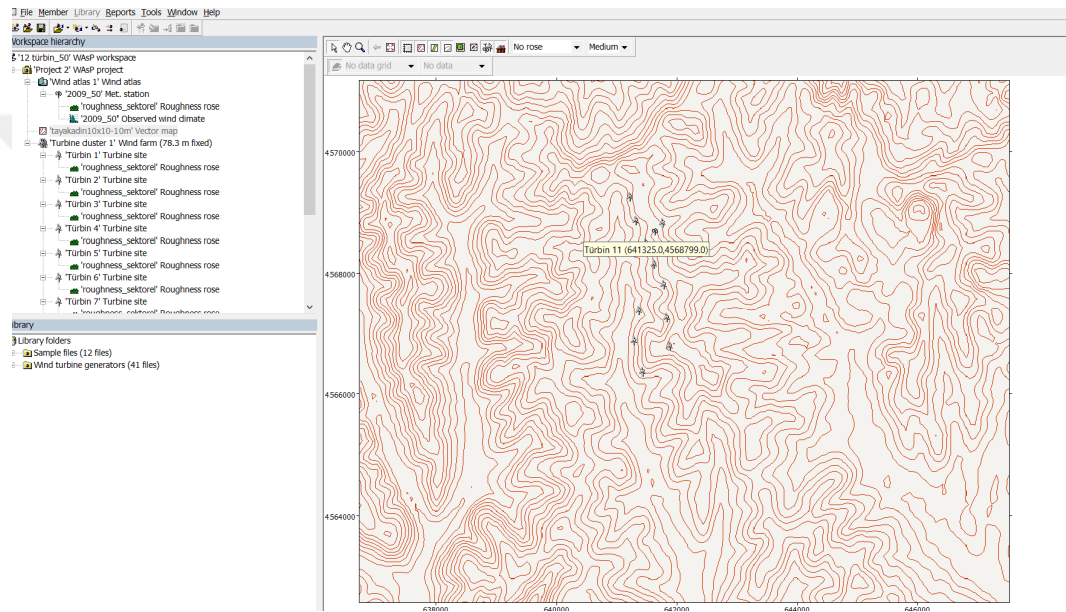 File Member Library Reports Tools Window Help
Workspace hierarchy
'12 türbin_50' WAsP workspace
'Project 2' WAsP project
'Wind atlas 1' Wind atlas
'2009_50' Met. station
'roughness_sektorel' Roughness rose
'2009_50' Observed wind climate
'tayakadin10x10-10m' Vector map
'Turbine cluster 1' Wind farm (78.3 m fixed)
'Türbin 1' Turbine site
'roughness_sektorel' Roughness rose
'Türbin 2' Turbine site
'roughness_sektorel' Roughness rose
'Türbin 3' Turbine site
'roughness_sektorel' Roughness rose
'Türbin 4' Turbine site
'roughness_sektorel' Roughness rose
'Türbin 5' Turbine site
'roughness_sektorel' Roughness rose
'Türbin 6' Turbine site
'roughness_sektorel' Roughness rose
'Türbin 7' Turbine site
'roughness_sektorel' Roughness rose
ibrary
Library folders
Sample files (12 files)
Wind turbine generators (41 files)
No rose Medium
No data grid No data
4570000
Türbin 11 (641325.0,4568799.0)
4568000
4566000
4564000
638000 640000 642000 644000 646000